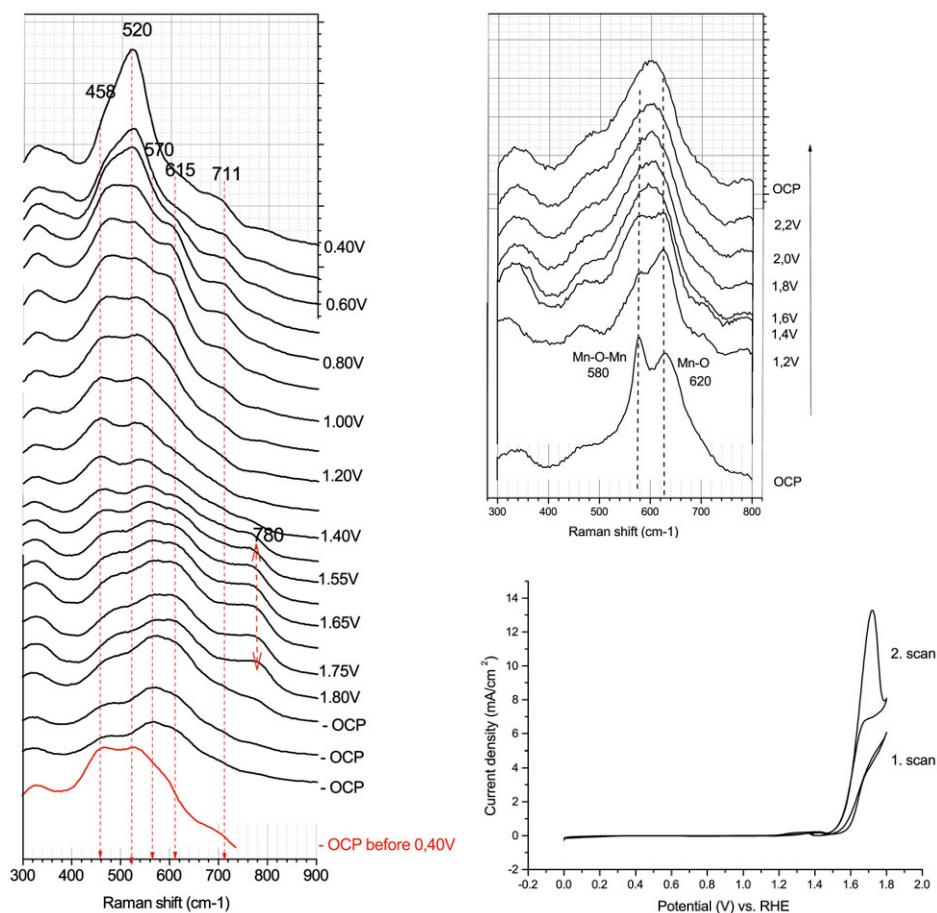 520
458
570
615
711
0.40V
0.60V
0.80V
1.00V
1.20V
780
1.40V
1.55V
1.65V
1.75V
1.80V
- OCP
- OCP
- OCP
- OCP before 0,40V
300 400 500 600 700 800 900
Raman shift (cm-1)
OCP
2,2V
2,0V
1,8V
1,6V
1,4V
1,2V
Mn-O-Mn
580
Mn-O
620
OCP
300 400 500 600 700 800
Raman shift (cm-1)
14
12
10
8
6
4
2
0
-2
Current density (mA/cm²)
2. scan
1. scan
0.0 0.2 0.4 0.6 0.8 1.0 1.2 1.4 1.6 1.8 2.0
Potential (V) vs. RHE